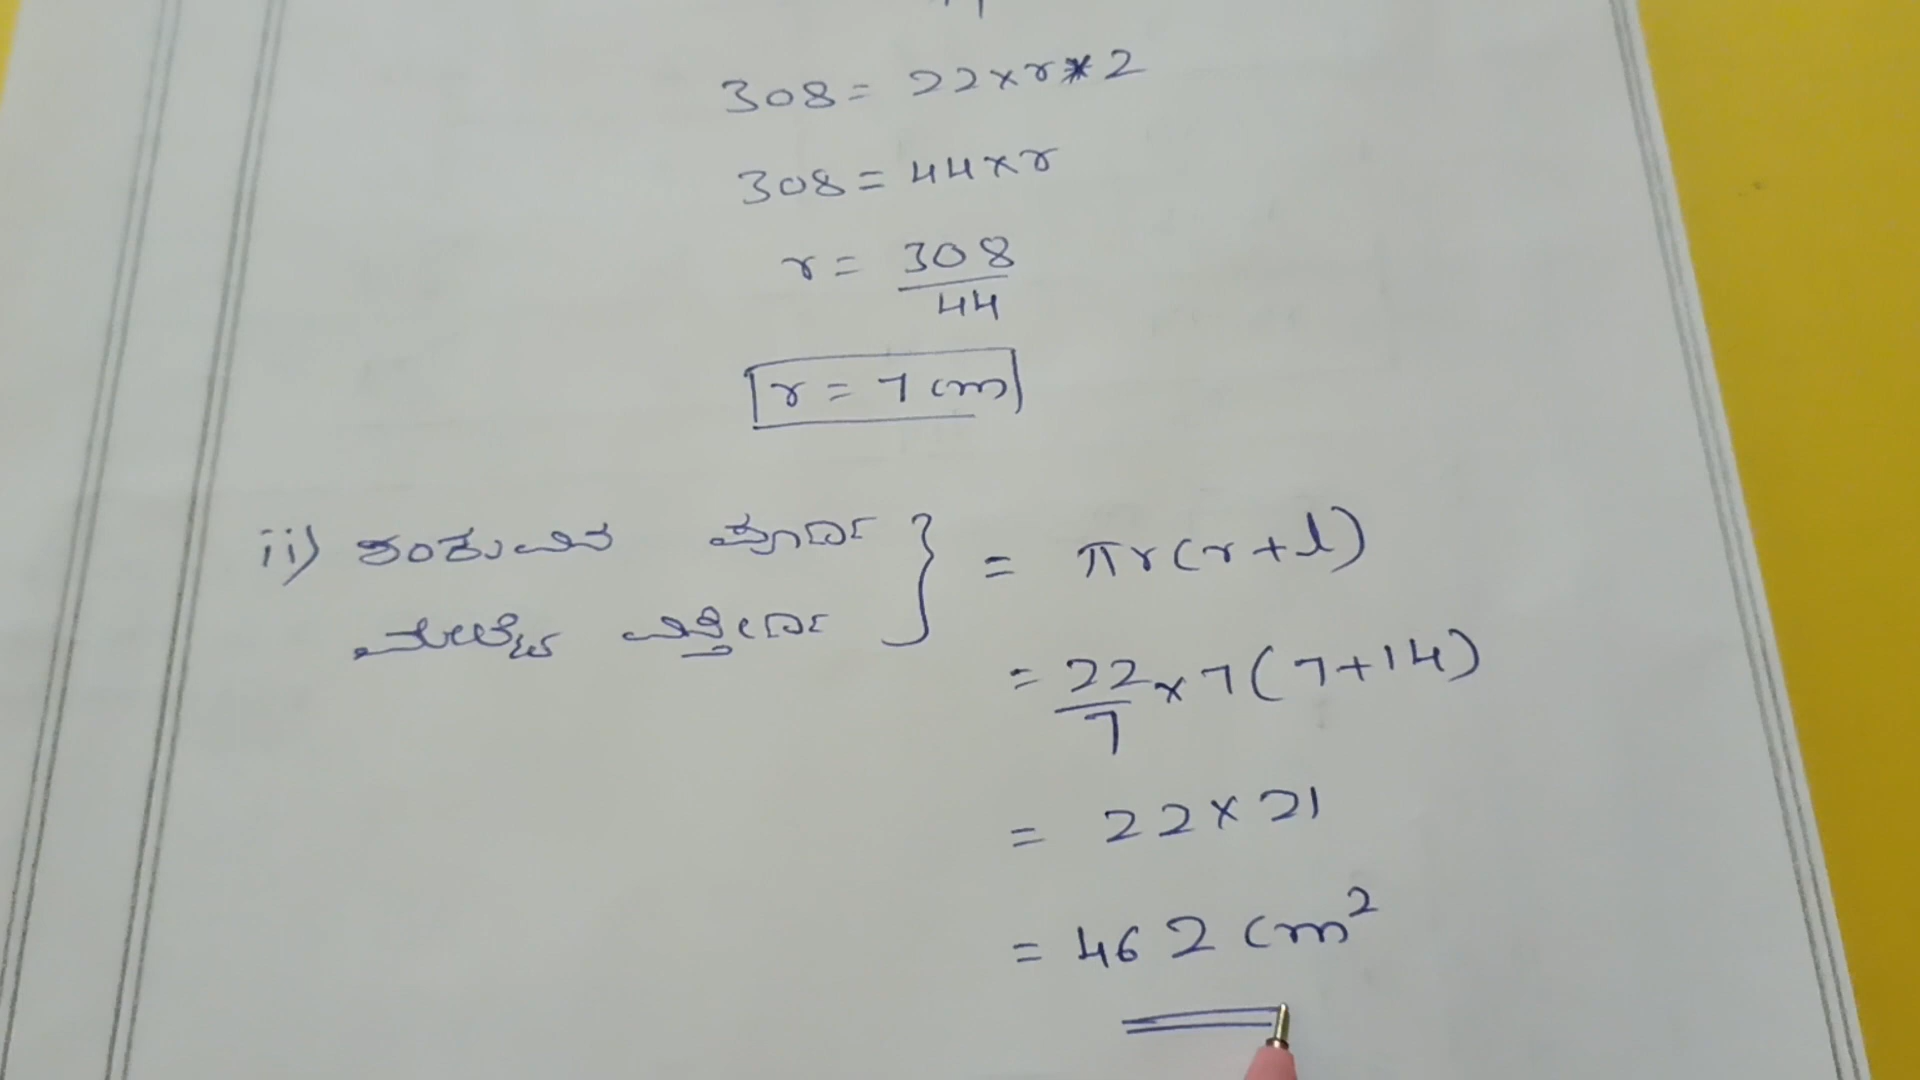 308 = 22×r×2
308 = 44×r
r = 308/44
r = 7 cm
ii) ಶಂಕುವಿನ ಪೂರ್ಣ } = πr(r+l)
ಮೇಲ್ಮೈ ವಿಸ್ತೀರ್ಣ
= 22/7 × 7(7+14)
= 22×21
= 462 cm²